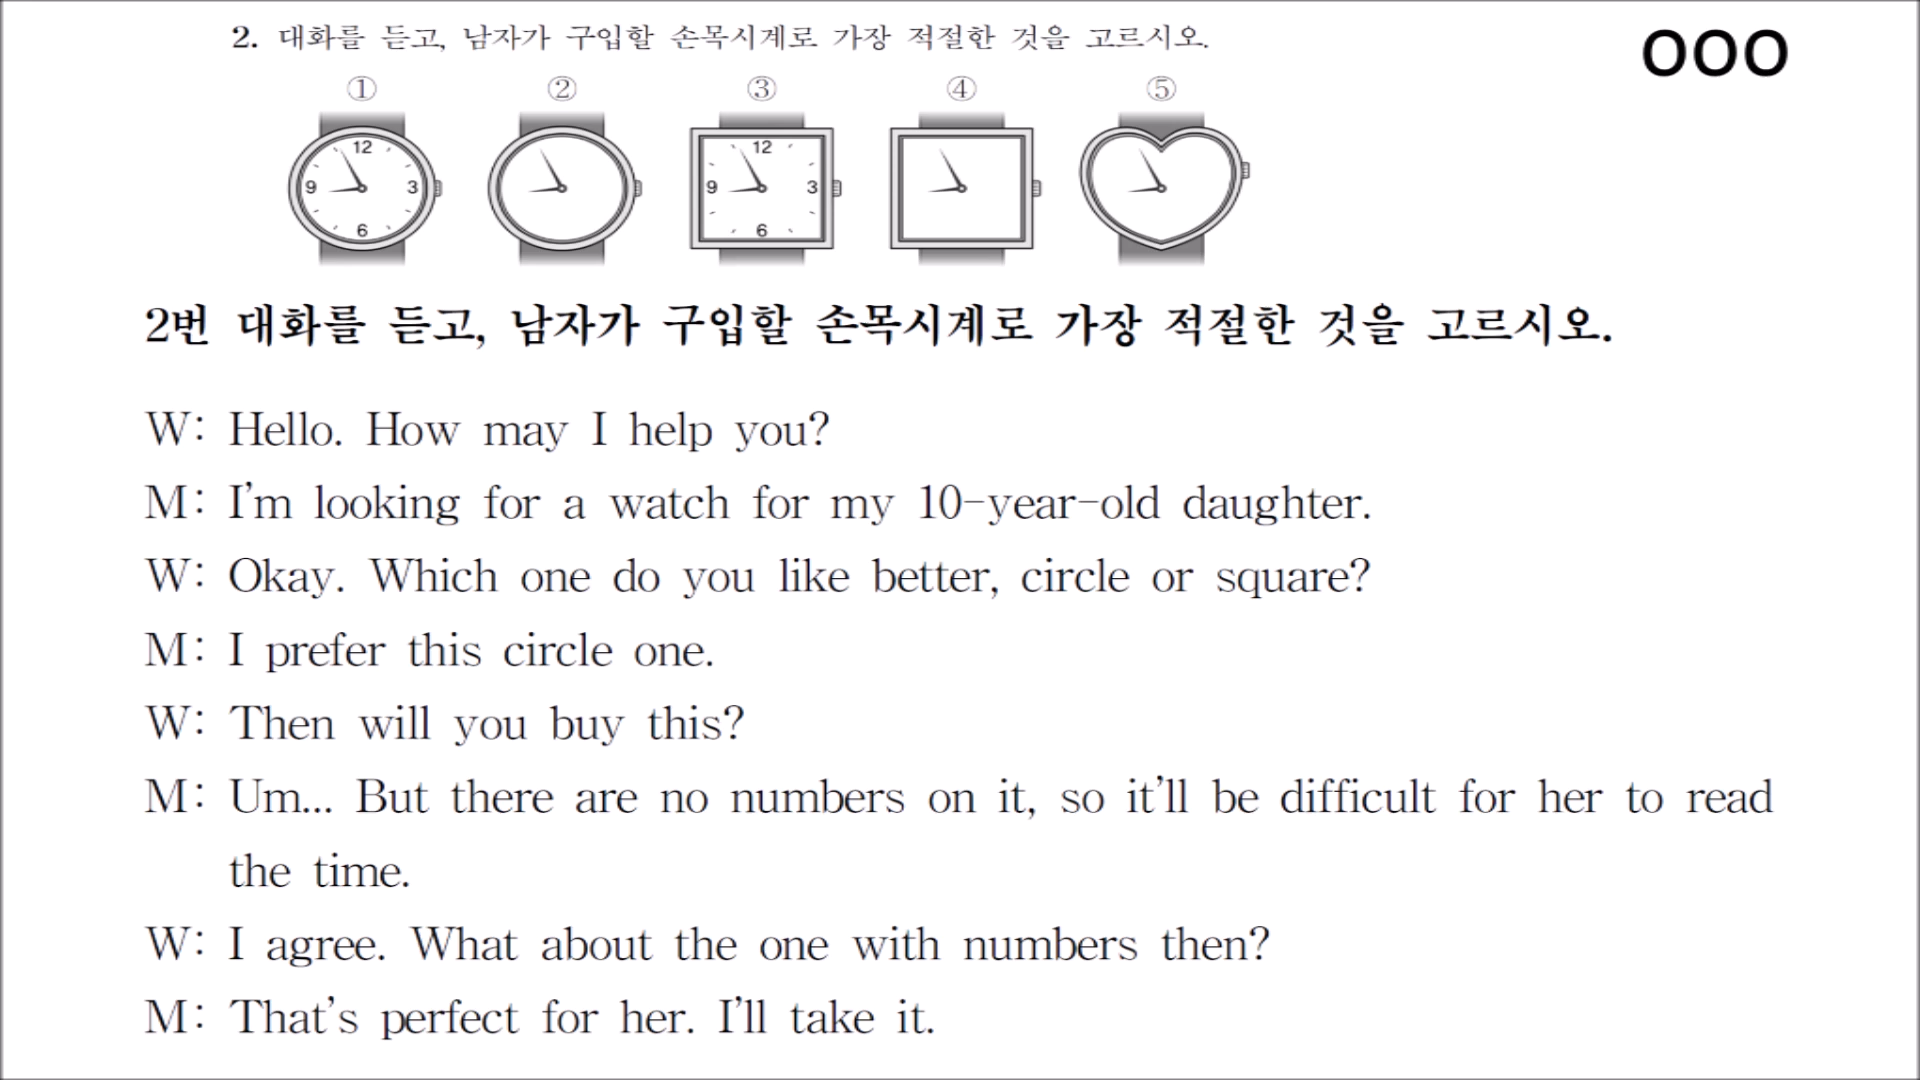 2. 대화를 듣고, 남자가 구입할 손목시계로 가장 적절한 것을 고르시오.
OOO
① ② ③ ④ ⑤
12 3 6 9
12 3 6 9
2번 대화를 듣고, 남자가 구입할 손목시계로 가장 적절한 것을 고르시오.
W: Hello. How may I help you?
M: I'm looking for a watch for my 10-year-old daughter.
W: Okay. Which one do you like better, circle or square?
M: I prefer this circle one.
W: Then will you buy this?
M: Um... But there are no numbers on it, so it'll be difficult for her to read
the time.
W: I agree. What about the one with numbers then?
M: That's perfect for her. I'll take it.